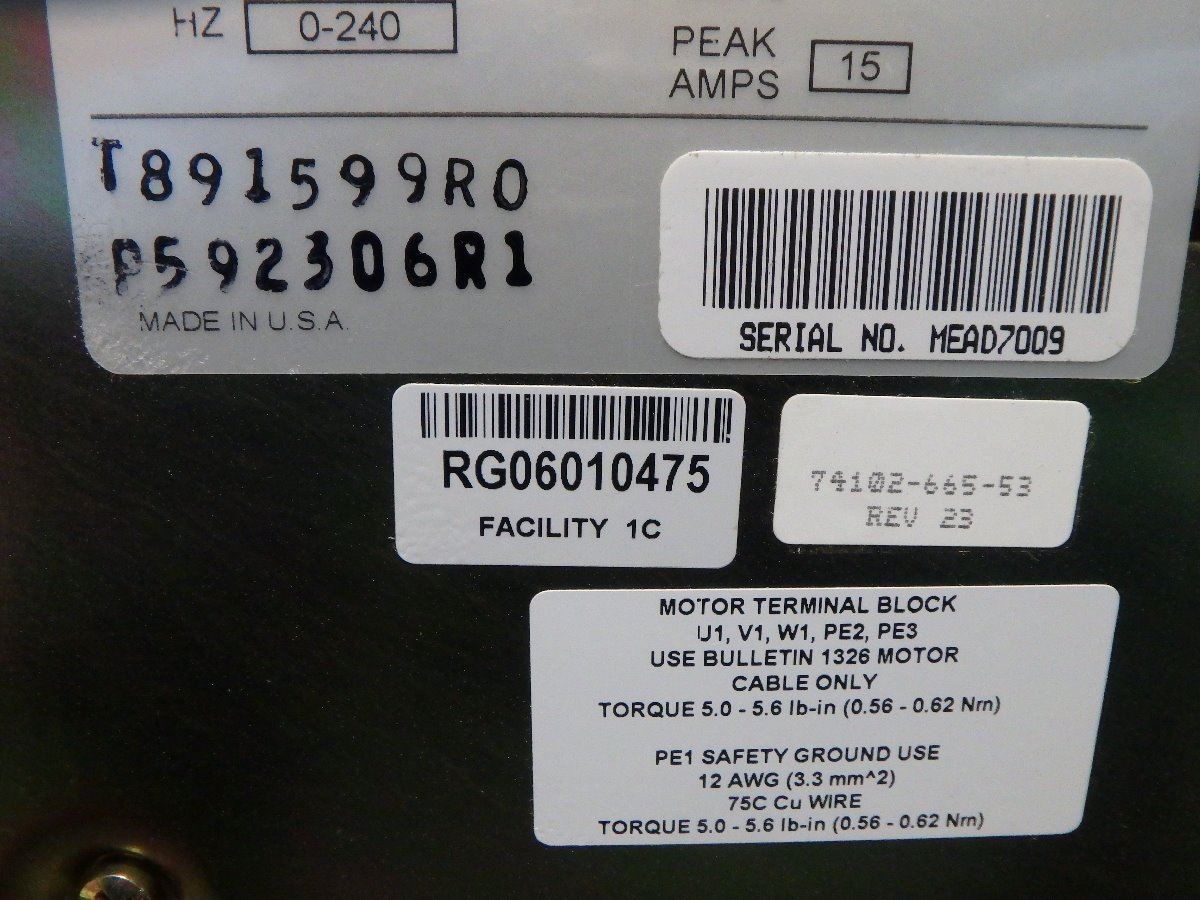 HZ 0-240
PEAK
AMPS 15
T891599R0
P592306R1
MADE IN U.S.A.
SERIAL NO. MEAD7009
RG06010475
FACILITY 1C
74102-665-53
REV 23
MOTOR TERMINAL BLOCK
U1, V1, W1, PE2, PE3
USE BULLETIN 1326 MOTOR
CABLE ONLY
TORQUE 5.0 - 5.6 lb-in (0.56 - 0.62 Nm)
PE1 SAFETY GROUND USE
12 AWG (3.3 mm^2)
75C Cu WIRE
TORQUE 5.0 - 5.6 lb-in (0.56 - 0.62 Nm)